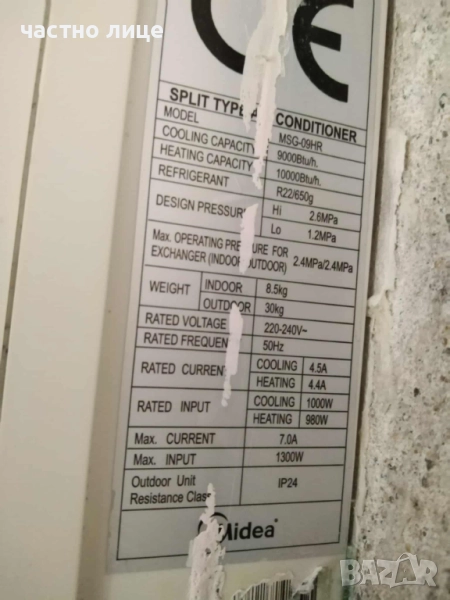 частно лице
CE
SPLIT TYPE CONDITIONER
MODEL MSG-09HR
COOLING CAPACITY 9000Btu/h.
HEATING CAPACITY 10000Btu/h.
REFRIGERANT R22/650g
DESIGN PRESSURE Hi 2.6MPa
Lo 1.2MPa
Max. OPERATING PRESSURE FOR
EXCHANGER (INDOOR/OUTDOOR) 2.4MPa/2.4MPa
WEIGHT INDOOR 8.5kg
OUTDOOR 30kg
RATED VOLTAGE 220-240V~
RATED FREQUEN 50Hz
RATED CURRENT COOLING 4.5A
HEATING 4.4A
RATED INPUT COOLING 1000W
HEATING 980W
Max. CURRENT 7.0A
Max. INPUT 1300W
Outdoor Unit
Resistance Class IP24
Midea
BAZAR